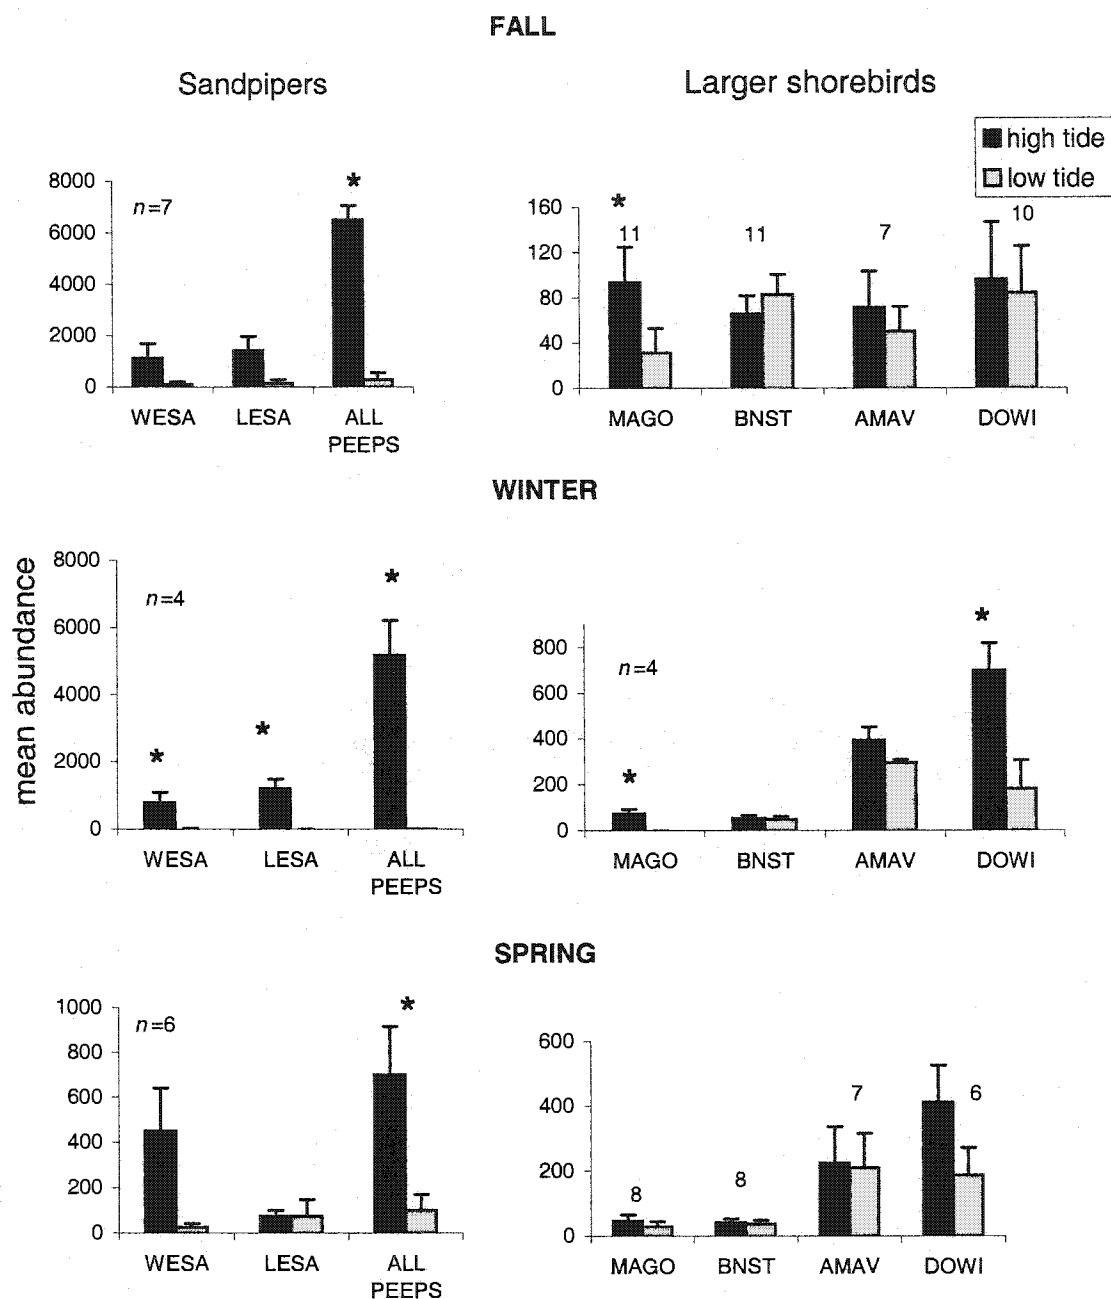 FALL
Sandpipers
Larger shorebirds
high tide
low tide
8000
6000
4000
2000
0
n=7
*
WESA
LESA
ALL
PEEPS
160
120
80
40
0
*
11
11
7
10
MAGO
BNST
AMAV
DOWI
WINTER
mean abundance
8000
6000
4000
2000
0
n=4
*
*
*
WESA
LESA
ALL
PEEPS
800
600
400
200
0
n=4
*
*
MAGO
BNST
AMAV
DOWI
SPRING
1000
800
600
400
200
0
n=6
*
WESA
LESA
ALL
PEEPS
600
400
200
0
8
8
7
6
MAGO
BNST
AMAV
DOWI